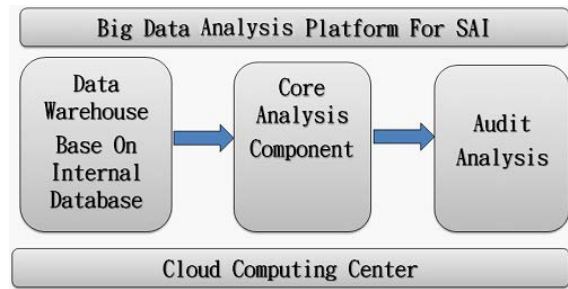 Big Data Analysis Platform For SAI
Data
Warehouse
Base On
Internal
Database
Core
Analysis
Component
Audit
Analysis
Cloud Computing Center